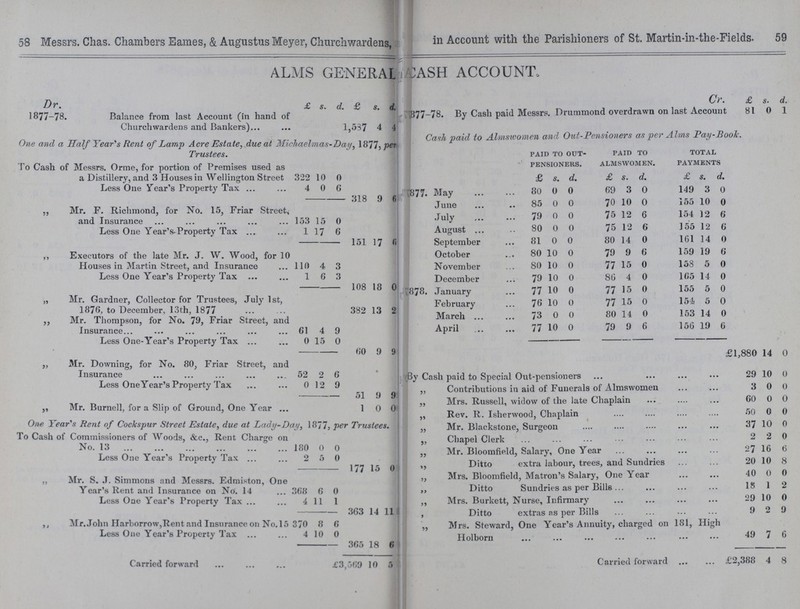 58 Messrs. Chas. Chambers Eames, & Augustus Meyer, Churchwardens,
ALMS GENERAL
Dr. £ s. d. £ s. d.
1877-78. Balance from last Account (in hand of
Churchwardens and Bankers)... ... 1,537 4 4
One and a Half Year's Rent of Lamp Acre Estate, due at Michaelmas-Day, 1877, per
Trustees.
To Cash of Messrs. Orme, for portion of Premises used as
a Distillery, and 3 Houses in Wellington Street 322 10 0
Less One Year's Property Tax ... ... 4 0 6
318 9 6
„ Mr. F. Richmond, for No. 15, Friar Street,
and Insurance ... ... ... ... ... 153 15 0
Less One Year's Property Tax ... ... 1 17 6
151 17 6
„ Executors of the late Mr. J. W. Wood, for 10
Houses in Martin Street, and Insurance ... 110 4 3
Less One Year's Property Tax ... ... 1 6 3
108 18 0
„ Mr. Gardner, Collector for Trustees, July 1st,
1876, to December, 13th, 1877 ... ... 382 13 2
„ Mr. Thompson, for No. 79, Friar Street, and
Insurance... ... ... ... ... ... 61 4 9
Less One-Year's Property Tax ... ... 0 15 0
60 9 9
„ Mr. Downing, for No. 80, Friar Street, and
Insurance ... ... ... ... ... 52 2 6
Less One Year's Property Tax ... ... 0 12 9
51 9 9
„ Mr. Burnell, for a Slip of Ground, One Year ... 1 0 0
One Year's Rent of Cockspur Street Estate, due at Lady-Day, 1877, per Trustees.
To Cash of Commissioners of Woods, &c., Rent Charge on
No. 13 ... ... ... ... ... ... 180 0 0
Less One Year's Property Tax ... ... 2 5 0
177 15 0
„ Mr. S. J. Simmons and Messrs. Edmiston, One
Year's Rent and Insurance on No. 14 ... 368 6 0
Less One Year's Property Tax ... ... 4 11 1
363 14 11
„ Mr. John Harborrow, Rent and Insurance on No. 15 370 8 6
Less One Year's Property Tax ... ... 4 10 0
365 18 6
Carried forward ... ... ... £3,569 10 5
in Account with the Parishioners of St. Martin-in-the-Fields. 59
CASH ACCOUNT.
Cr. £ s. d.
1877-78. By Cash paid Messrs. Drummond overdrawn on last Account 81 0 1
Cash paid to Almswomen and Out-Pensioners as per Alms Pay-Book.
PAID TO OUT- PAID TO TOTAL
PENSIONERS. ALMSWOMEN. PAYMENTS
£ s. d. £ s. d. £ s. d.
1877. May ... ... 80 0 0 69 3 0 149 3 0
June ... .. 85 0 0 70 10 0 155 10 0
July ... ... 79 0 0 75 12 6 154 12 6
August ... .. 80 0 0 75 12 6 155 12 6
September ... 81 0 0 80 14 0 161 14 0
October ... 80 10 0 79 9 6 159 19 6
November ... 80 10 0 77 15 0 158 5 0
December ... 79 10 0 86 4 0 165 14 0
1878. January ... 77 10 0 77 15 0 155 5 0
February ... 76 10 0 77 15 0 154 5 0
March ... ... 73 0 0 80 14 0 153 14 0
April ... ... 77 10 0 79 9 6 156 19 6
£1,880 14 0
By Cash paid to Special Out-pensioners ... ... ... ... 29 10 0
„ Contributions in aid of Funerals of Almswomen ... ... 3 0 0
„ Mrs. Russell, widow of the late Chaplain ... ... ... 60 0 0
„ Rev. R. Isherwood, Chaplain ... ... ... ... 50 0 0
„ Mr. Blackstone, Surgeon ... ... ... ... ... 37 10 0
„ Chapel Clerk ... ... ... ... ... ... ... 2 2 0
„ Mr. Bloomfield, Salary, One Year ... ... ... ... 27 16 6
„ Ditto extra labour, trees, and Sundries ... ... 20 10 8
„ Mrs. Bloomfield, Matron's Salary, One Year ... ... 40 0 0
„ Ditto Sundries as per Bills ... ... ... ... 18 1 2
„ Mrs. Burkett, Nurse, Infirmary ... ... ... ... 29 10 0
, Ditto extras as per Bills ... ... ... ... 9 2 9
„ Mrs. Steward, One Year's Annuity, charged on 181, High
Holborn ... ... ... ... ... ... ... 49 7 6
Carried forward ... ... £2,388 4 8